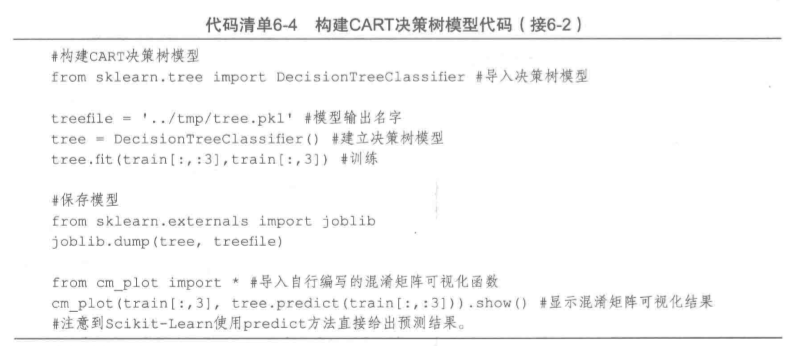 代码清单6-4 构建CART决策树模型代码（接6-2）
#构建CART决策树模型
from sklearn.tree import DecisionTreeClassifier #导入决策树模型
treefile = '../tmp/tree.pkl' #模型输出名字
tree = DecisionTreeClassifier() #建立决策树模型
tree.fit(train[:,:3],train[:,3]) #训练
#保存模型
from sklearn.externals import joblib
joblib.dump(tree, treefile)
from cm_plot import * #导入自行编写的混淆矩阵可视化函数
cm_plot(train[:,3], tree.predict(train[:,:3])).show() #显示混淆矩阵可视化结果
#注意到Scikit-Learn使用predict方法直接给出预测结果。